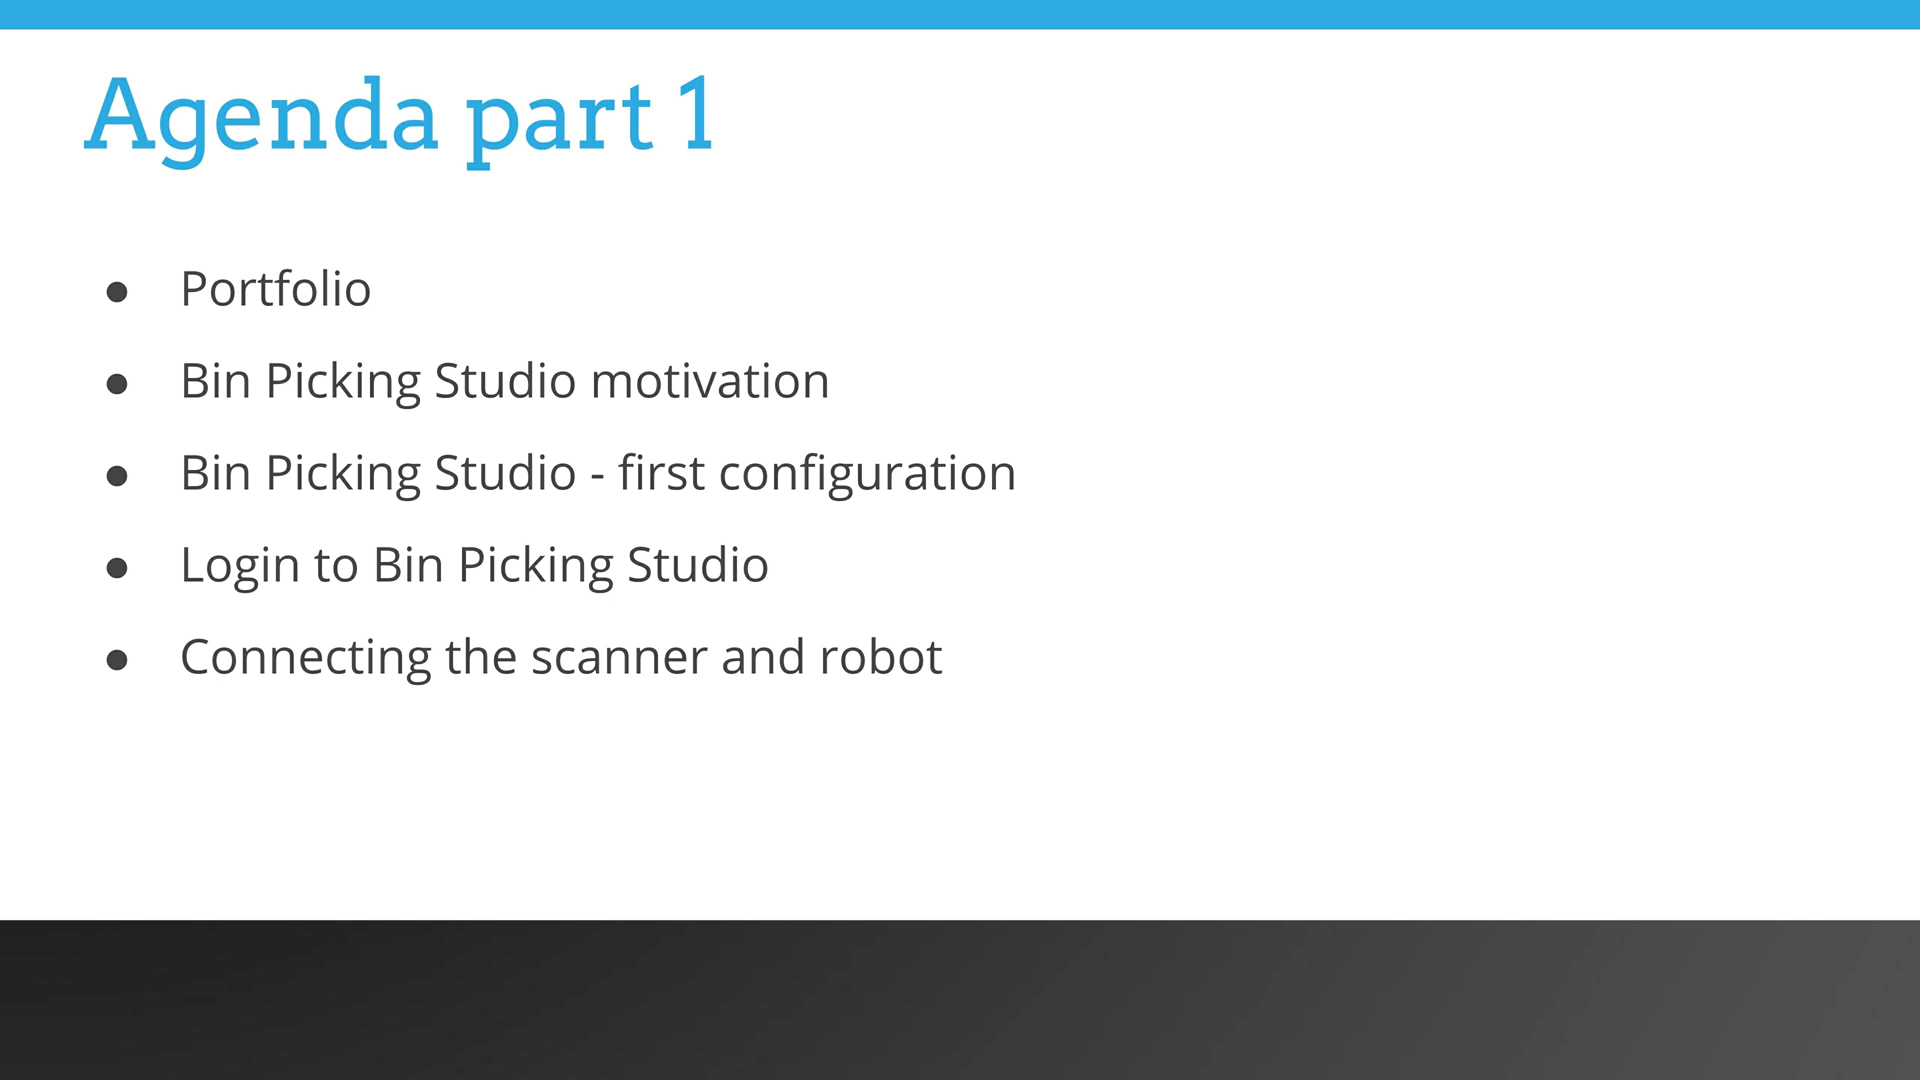 Agenda part 1
● Portfolio
● Bin Picking Studio motivation
● Bin Picking Studio - first configuration
● Login to Bin Picking Studio
● Connecting the scanner and robot